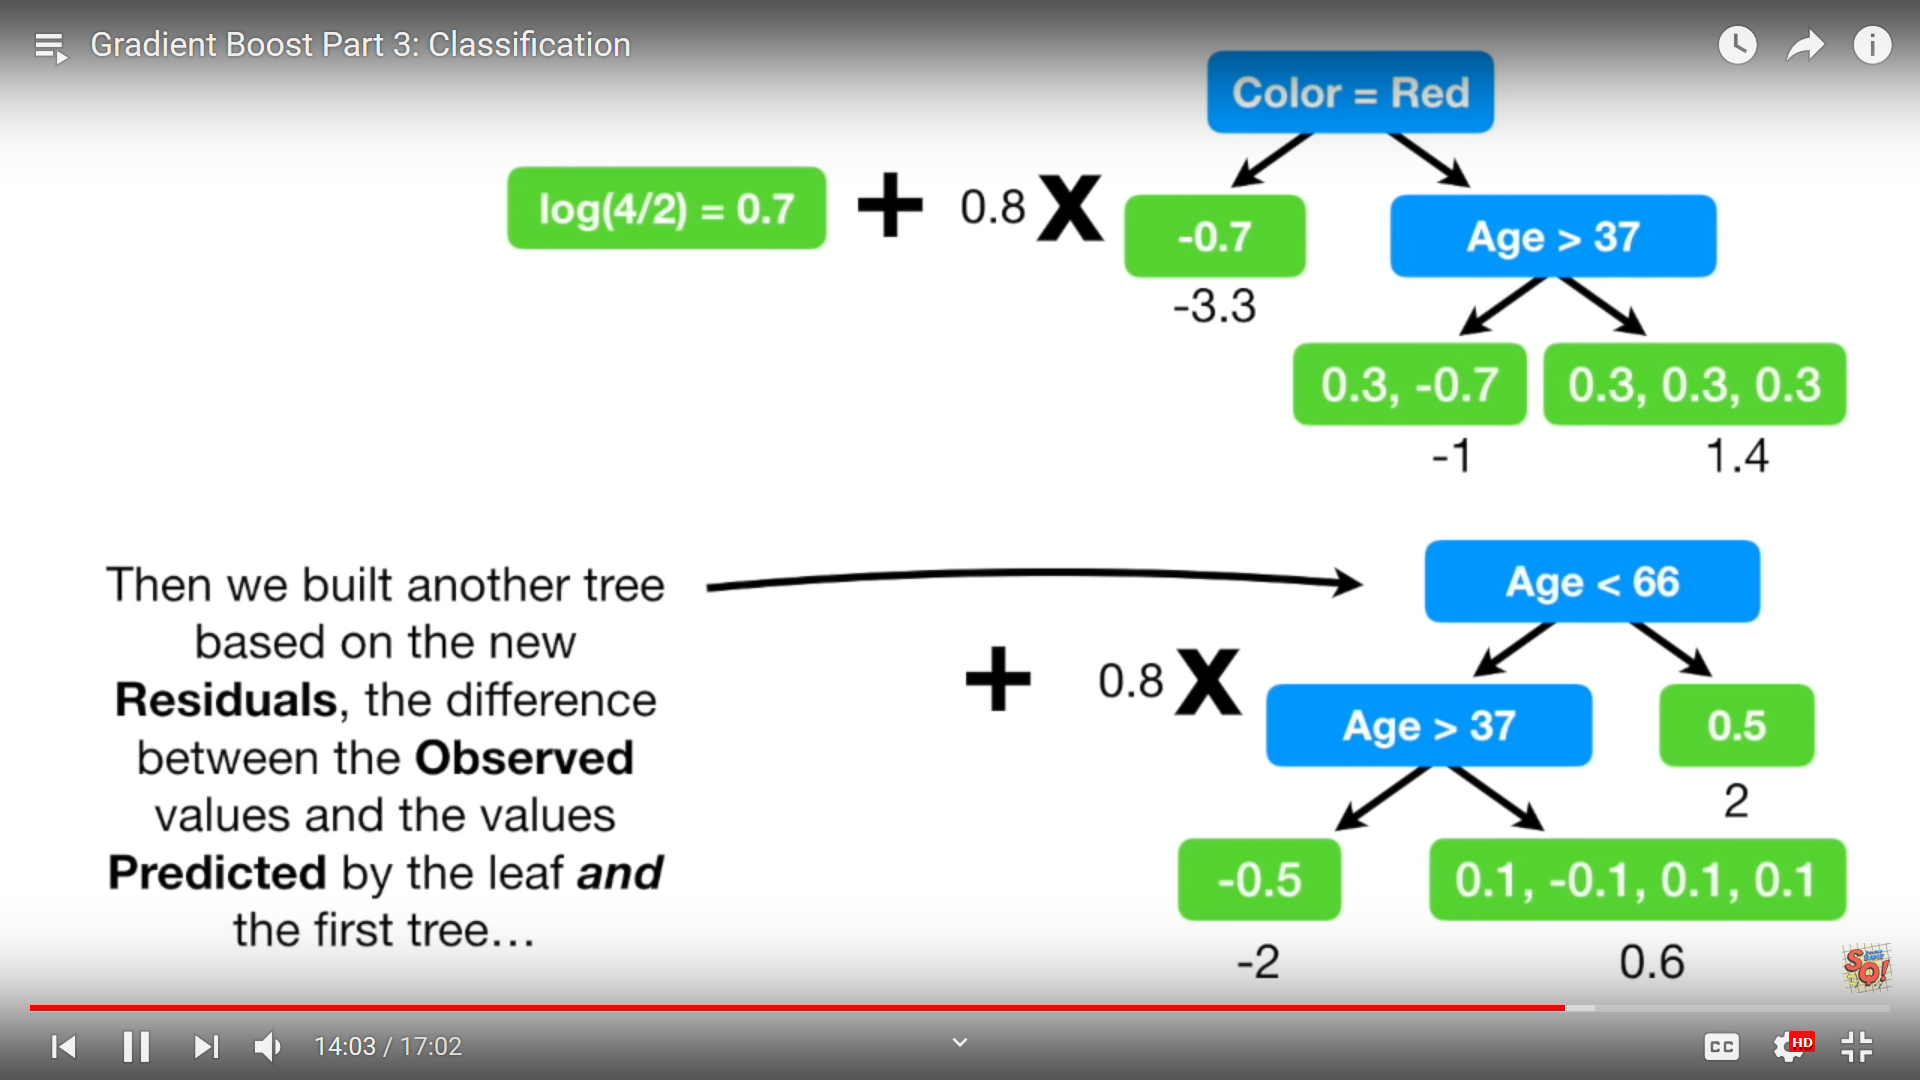 Gradient Boost Part 3: Classification
Color = Red
log(4/2) = 0.7 + 0.8 X
-0.7
Age > 37
-3.3
0.3, -0.7
0.3, 0.3, 0.3
-1
1.4
Then we built another tree
based on the new
Residuals, the difference
between the Observed
values and the values
Predicted by the leaf and
the first tree...
Age < 66
+ 0.8 X
Age > 37
0.5
2
-0.5
0.1, -0.1, 0.1, 0.1
-2
0.6
SQ!
14:03 / 17:02
CC
HD